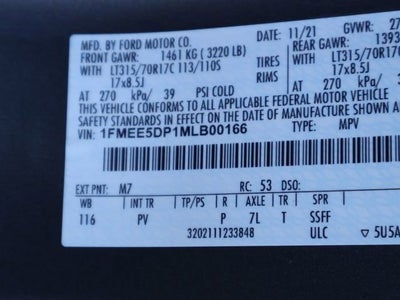 MFD. BY FORD MOTOR CO. DATE: 11/21 GVWR: 27
FRONT GAWR: 1461 KG ( 3220 LB) REAR GAWR: 1393
WITH LT315/70R17C 113/110S TIRES WITH LT315/70R17C
17x8.5J RIMS 17x8.5J
AT 270 kPa/ 39 PSI COLD AT 270 kPa/
THIS VEHICLE CONFORMS TO ALL APPLICABLE FEDERAL MOTOR VEHICLE
SAFETY STANDARDS IN EFFECT ON THE DATE OF MANUFACTURE SHOWN
1FMEE5DP1MLB00166 MPV
EXT PNT: M7 RC: 53 DSO:
WB INT TR TP/PS R AXLE TR SPR
116 PV P 7L T SSFF
3202111233848 ULC ▽ 5U5A